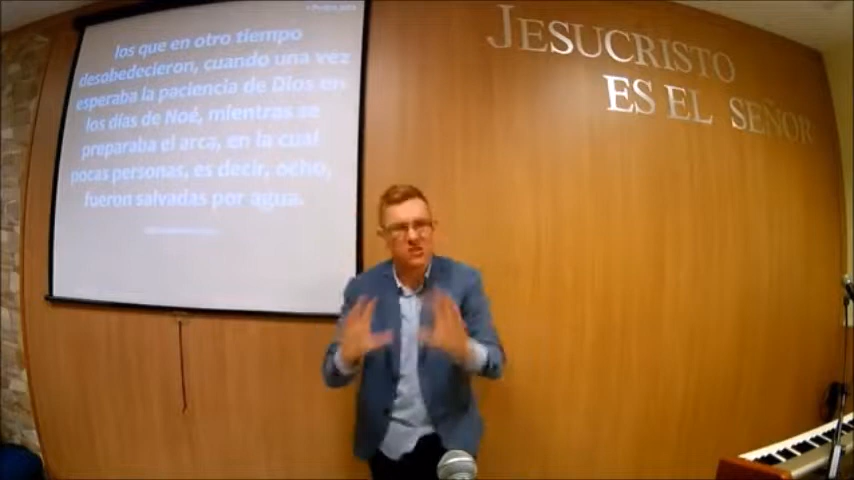 los que en otro tiempo
desobedecieron, cuando una vez
esperaba la paciencia de Dios en
los días de Noé, mientras se
preparaba el arca, en la cual
pocas personas, es decir, ocho,
fueron salvadas por agua.
JESUCRISTO
ES EL SEÑOR